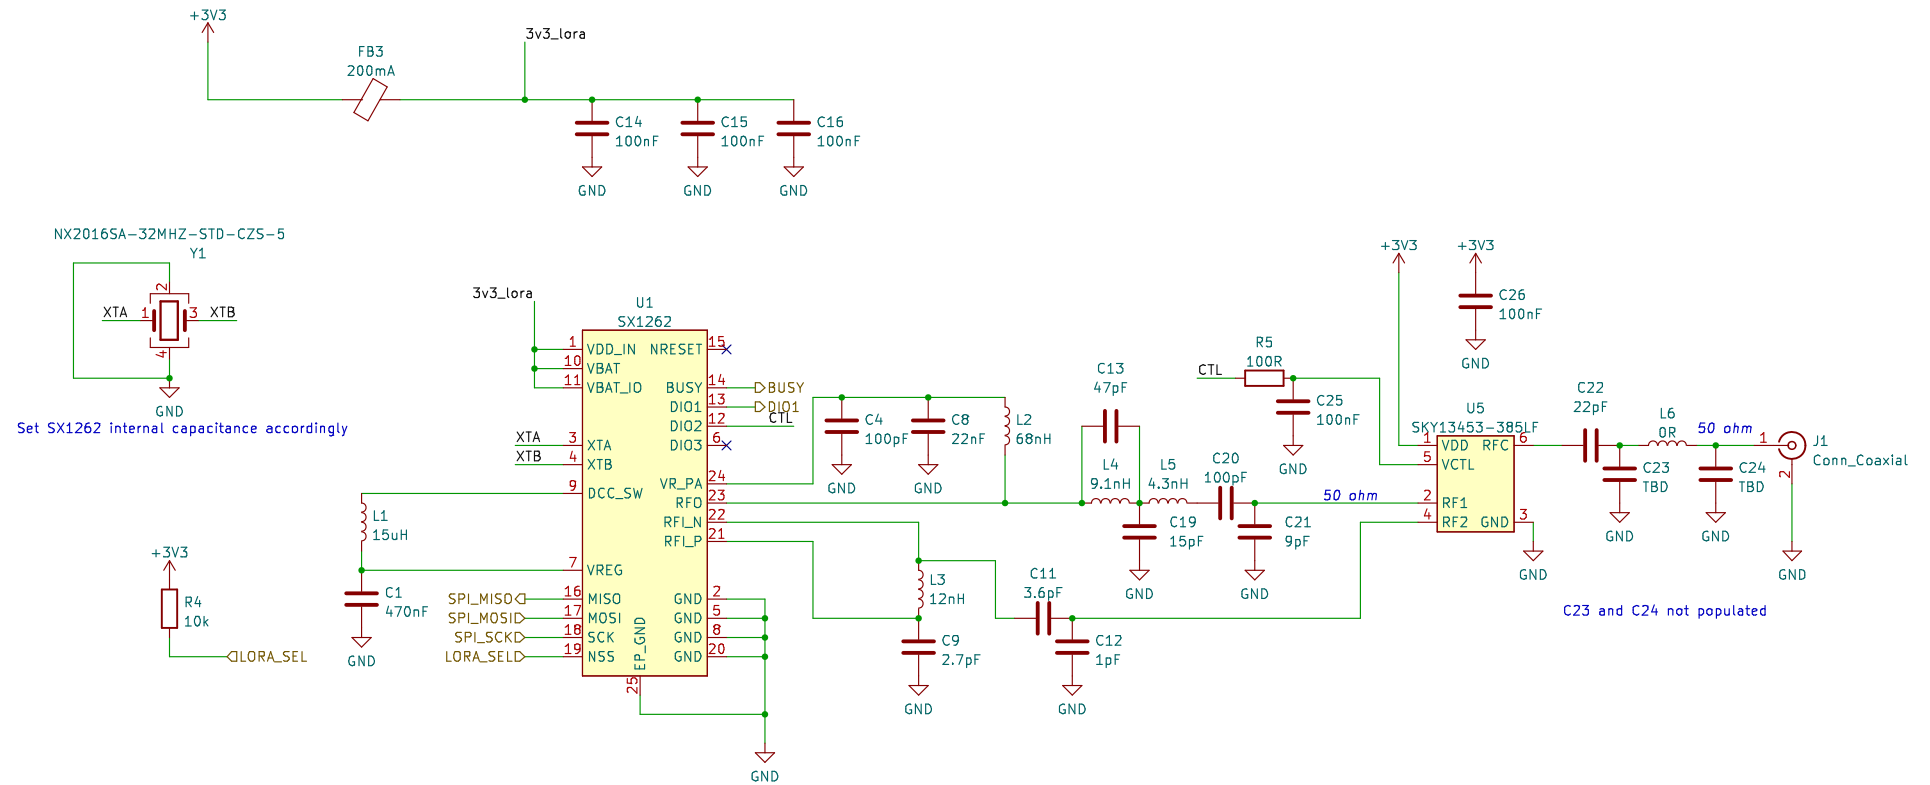 +3V3
3v3_lora
FB3
200mA
C14
100nF
C15
100nF
C16
100nF
GND
GND
GND
NX2016SA-32MHZ-STD-CZS-5
Y1
2
XTA
1
3
XTB
4
GND
Set SX1262 internal capacitance accordingly
3v3_lora
U1
SX1262
1
VDD_IN
NRESET
15
10
VBAT
11
VBAT_IO
BUSY
14
BUSY
DIO1
13
DIO1
DIO2
12
CTL
XTA
3
XTA
DIO3
6
XTB
4
XTB
VR_PA
24
9
DCC_SW
RFO
23
RFI_N
22
RFI_P
21
7
VREG
SPI_MISO
16
MISO
GND
2
SPI_MOSI
17
MOSI
GND
5
SPI_SCK
18
SCK
GND
8
LORA_SEL
19
NSS
GND
20
EP_GND
25
GND
L1
15uH
C1
470nF
GND
+3V3
R4
10k
LORA_SEL
C4
100pF
GND
C8
22nF
GND
L2
68nH
L3
12nH
C9
2.7pF
GND
C11
3.6pF
C12
1pF
GND
C13
47pF
L4
9.1nH
L5
4.3nH
C19
15pF
GND
C20
100pF
C21
9pF
GND
50 ohm
CTL
R5
100R
C25
100nF
GND
+3V3
+3V3
C26
100nF
GND
U5
SKY13453-385LF
1
VDD
RFC
6
5
VCTL
2
RF1
4
RF2
GND
3
GND
C22
22pF
L6
0R
50 ohm
C23
TBD
GND
C24
TBD
GND
1
J1
Conn_Coaxial
2
GND
C23 and C24 not populated